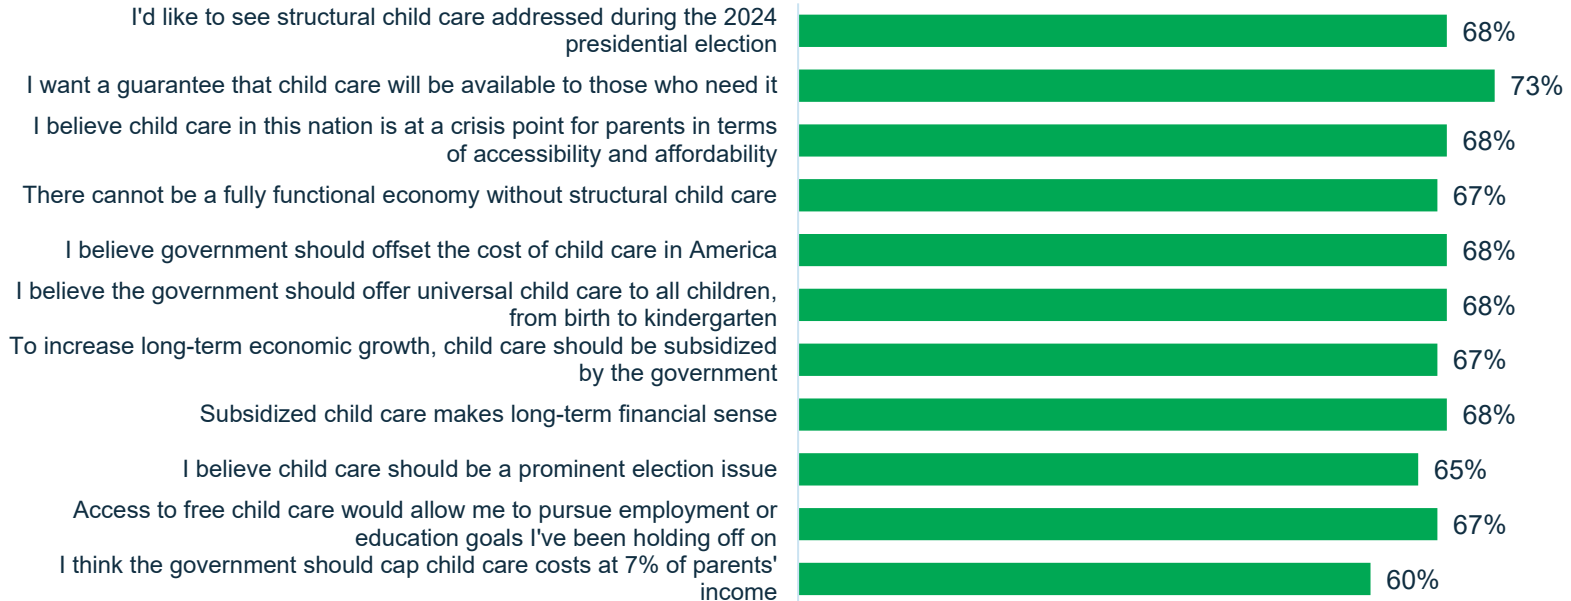 I'd like to see structural child care addressed during the 2024
presidential election
68%
I want a guarantee that child care will be available to those who need it
73%
I believe child care in this nation is at a crisis point for parents in terms
of accessibility and affordability
68%
There cannot be a fully functional economy without structural child care
67%
I believe government should offset the cost of child care in America
68%
I believe the government should offer universal child care to all children,
from birth to kindergarten
68%
To increase long-term economic growth, child care should be subsidized
by the government
67%
Subsidized child care makes long-term financial sense
68%
I believe child care should be a prominent election issue
65%
Access to free child care would allow me to pursue employment or
education goals I've been holding off on
67%
I think the government should cap child care costs at 7% of parents'
income
60%